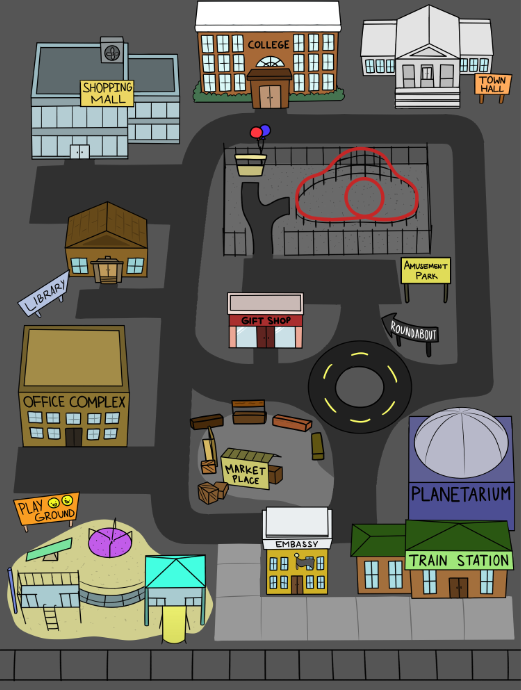 COLLEGE
SHOPPING
MALL
TOWN
HALL
AMUSEMENT
PARK
LIBRARY
GIFT SHOP
ROUNDABOUT
OFFICE COMPLEX
MARKET
PLACE
PLANETARIUM
PLAY
GROUND
EMBASSY
TRAIN STATION